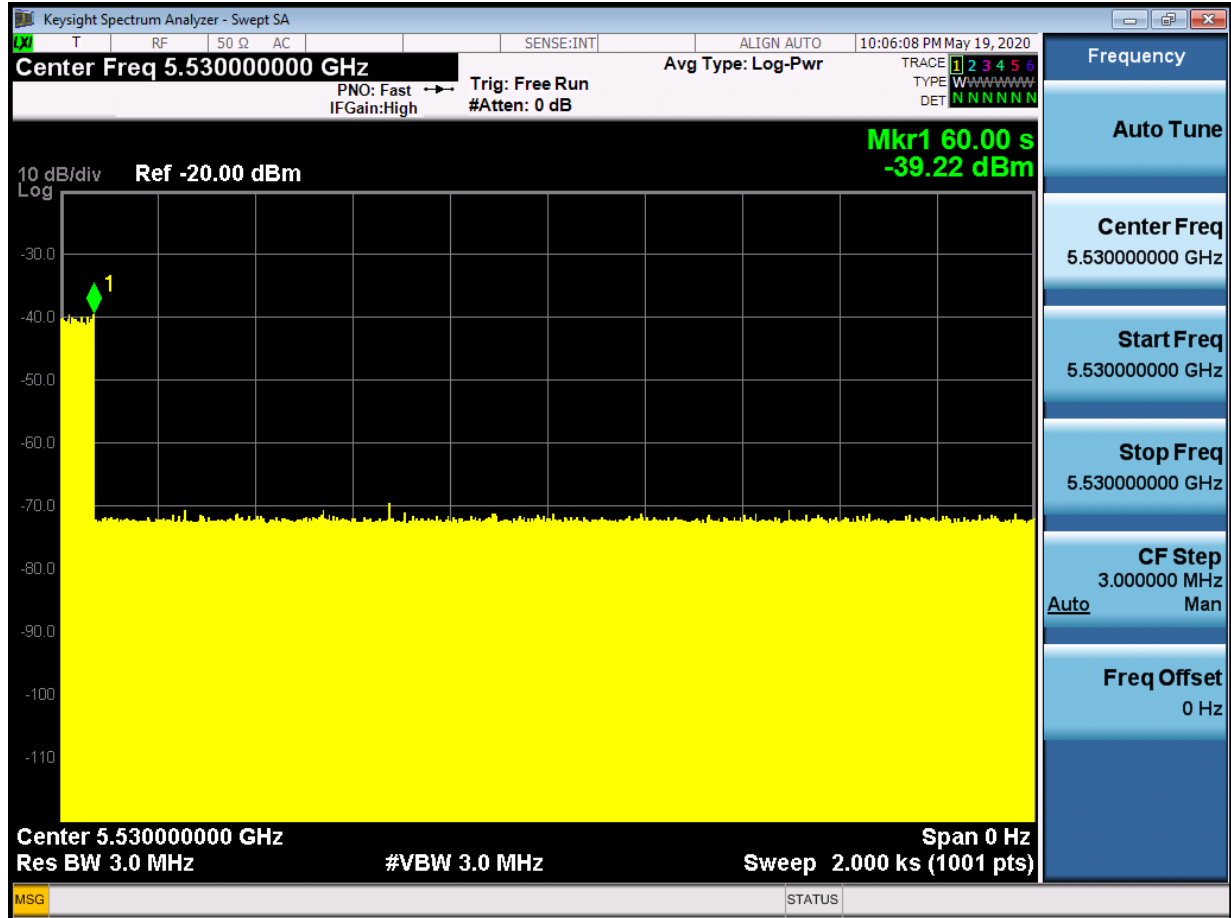 Keysight Spectrum Analyzer - Swept SA
LXI T RF 50 Ω AC SENSE:INT ALIGN AUTO 10:06:08 PM May 19, 2020
Center Freq 5.530000000 GHz
PNO: Fast
IFGain:High
Trig: Free Run
#Atten: 0 dB
Avg Type: Log-Pwr
TRACE 1 2 3 4 5 6
TYPE WWWWWW
DET N N N N N N
Mkr1 60.00 s
-39.22 dBm
10 dB/div Ref -20.00 dBm
Log
1
-30.0
-40.0
-50.0
-60.0
-70.0
-80.0
-90.0
-100
-110
Center 5.530000000 GHz Span 0 Hz
Res BW 3.0 MHz #VBW 3.0 MHz Sweep 2.000 ks (1001 pts)
MSG STATUS
Frequency
Auto Tune
Center Freq
5.530000000 GHz
Start Freq
5.530000000 GHz
Stop Freq
5.530000000 GHz
CF Step
3.000000 MHz
Auto Man
Freq Offset
0 Hz